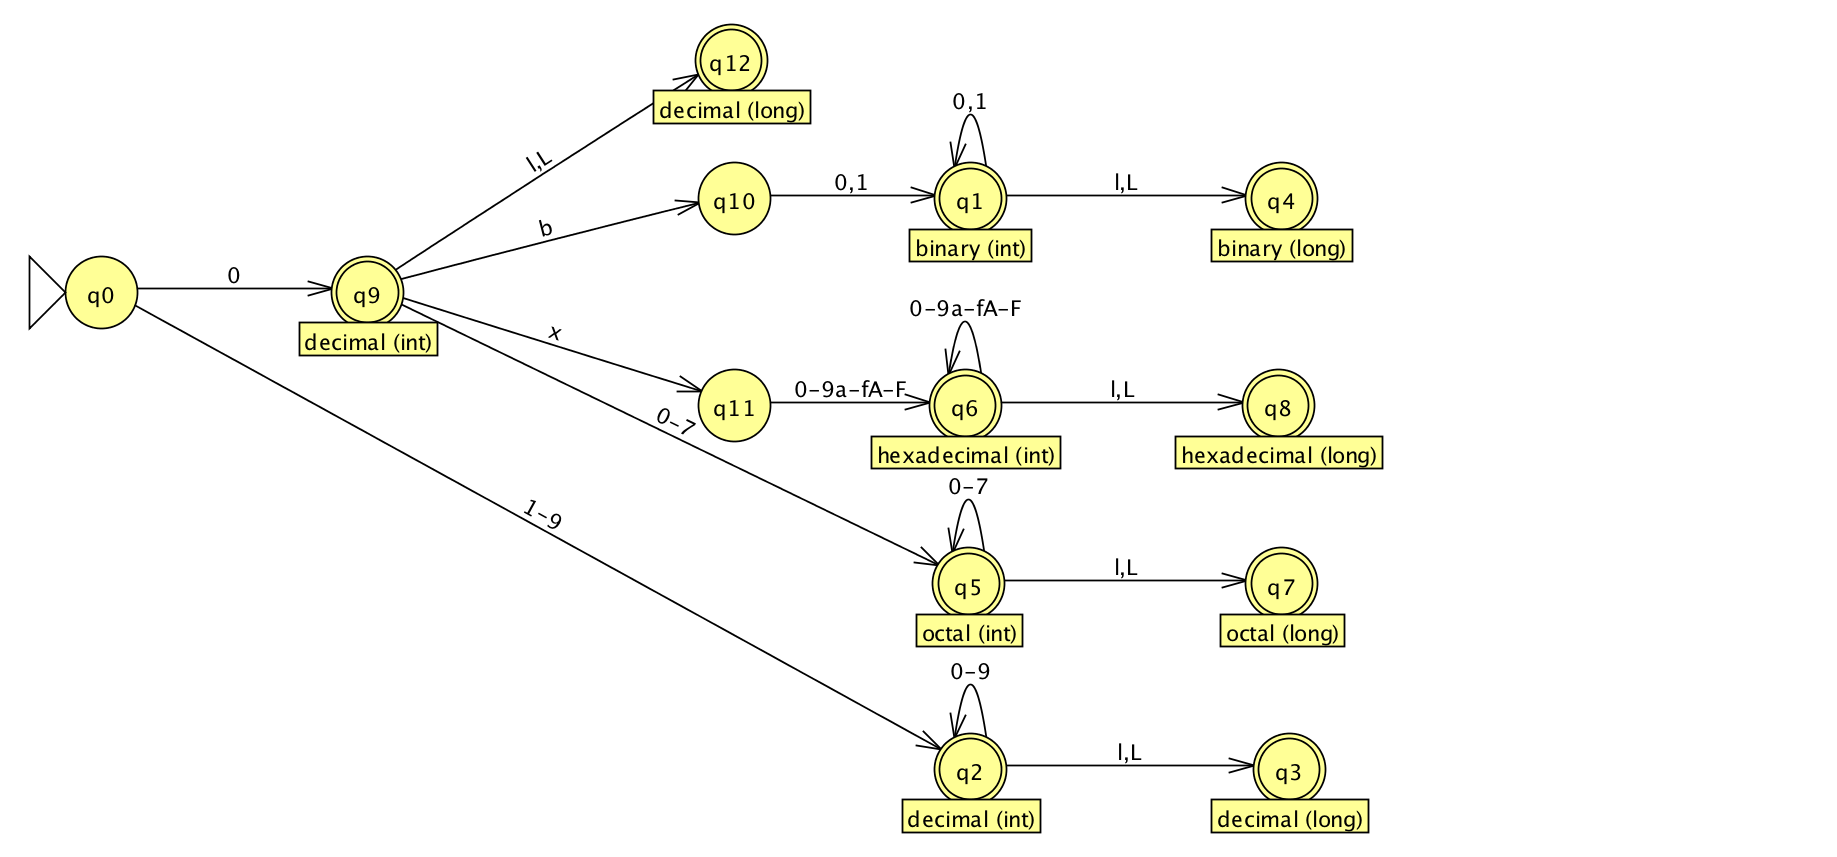 q12
decimal (long)
l,L
0,1
q10
0,1
q1
l,L
q4
b
binary (int)
binary (long)
q0
0
q9
decimal (int)
x
0-9a-fA-F
q11
0-9a-fA-F
q6
l,L
q8
hexadecimal (int)
hexadecimal (long)
0-7
0-7
q5
l,L
q7
octal (int)
octal (long)
1-9
0-9
q2
l,L
q3
decimal (int)
decimal (long)